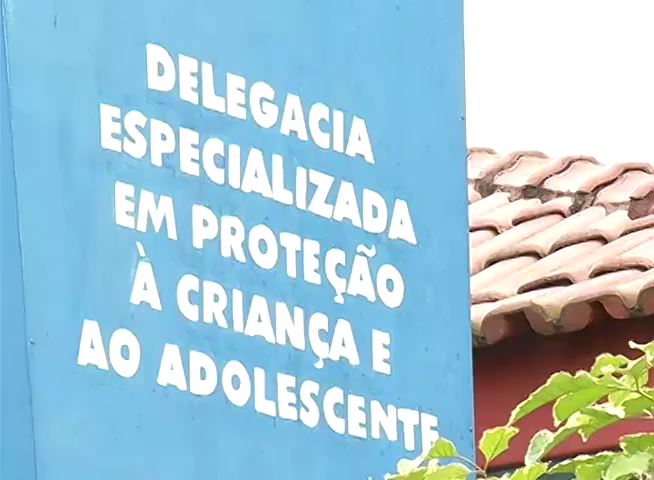 DELEGACIA
ESPECIALIZADA
EM PROTEÇÃO
À CRIANÇA E
AO ADOLESCENTE